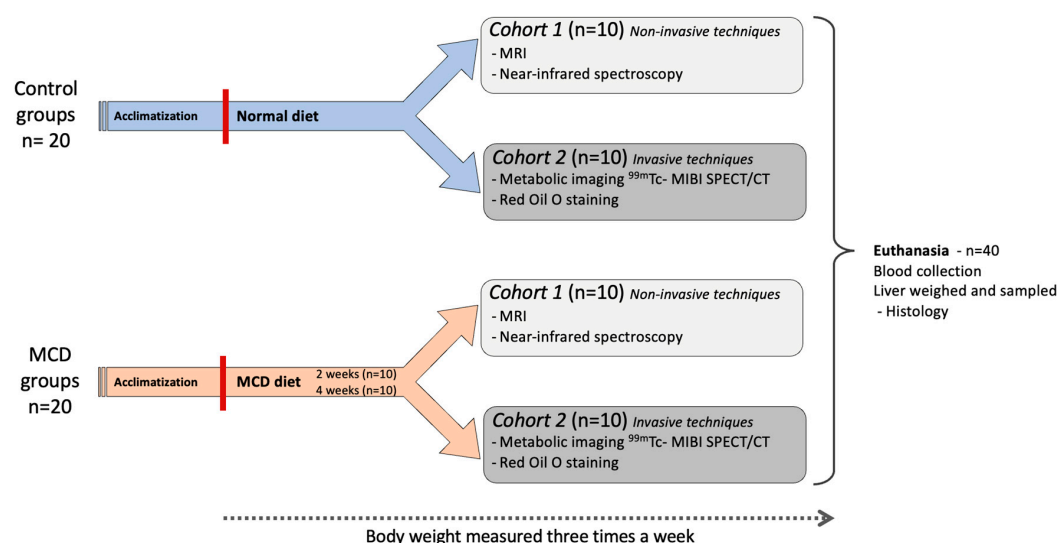 Control
groups
n= 20
Acclimatization
Normal diet
Cohort 1 (n=10) Non-invasive techniques
- MRI
- Near-infrared spectroscopy
Cohort 2 (n=10) Invasive techniques
- Metabolic imaging ⁹⁹ᵐTc- MIBI SPECT/CT
- Red Oil O staining
MCD
groups
n=20
Acclimatization
MCD diet
2 weeks (n=10)
4 weeks (n=10)
Cohort 1 (n=10) Non-invasive techniques
- MRI
- Near-infrared spectroscopy
Cohort 2 (n=10) Invasive techniques
- Metabolic imaging ⁹⁹ᵐTc- MIBI SPECT/CT
- Red Oil O staining
Euthanasia - n=40
Blood collection
Liver weighed and sampled
- Histology
Body weight measured three times a week